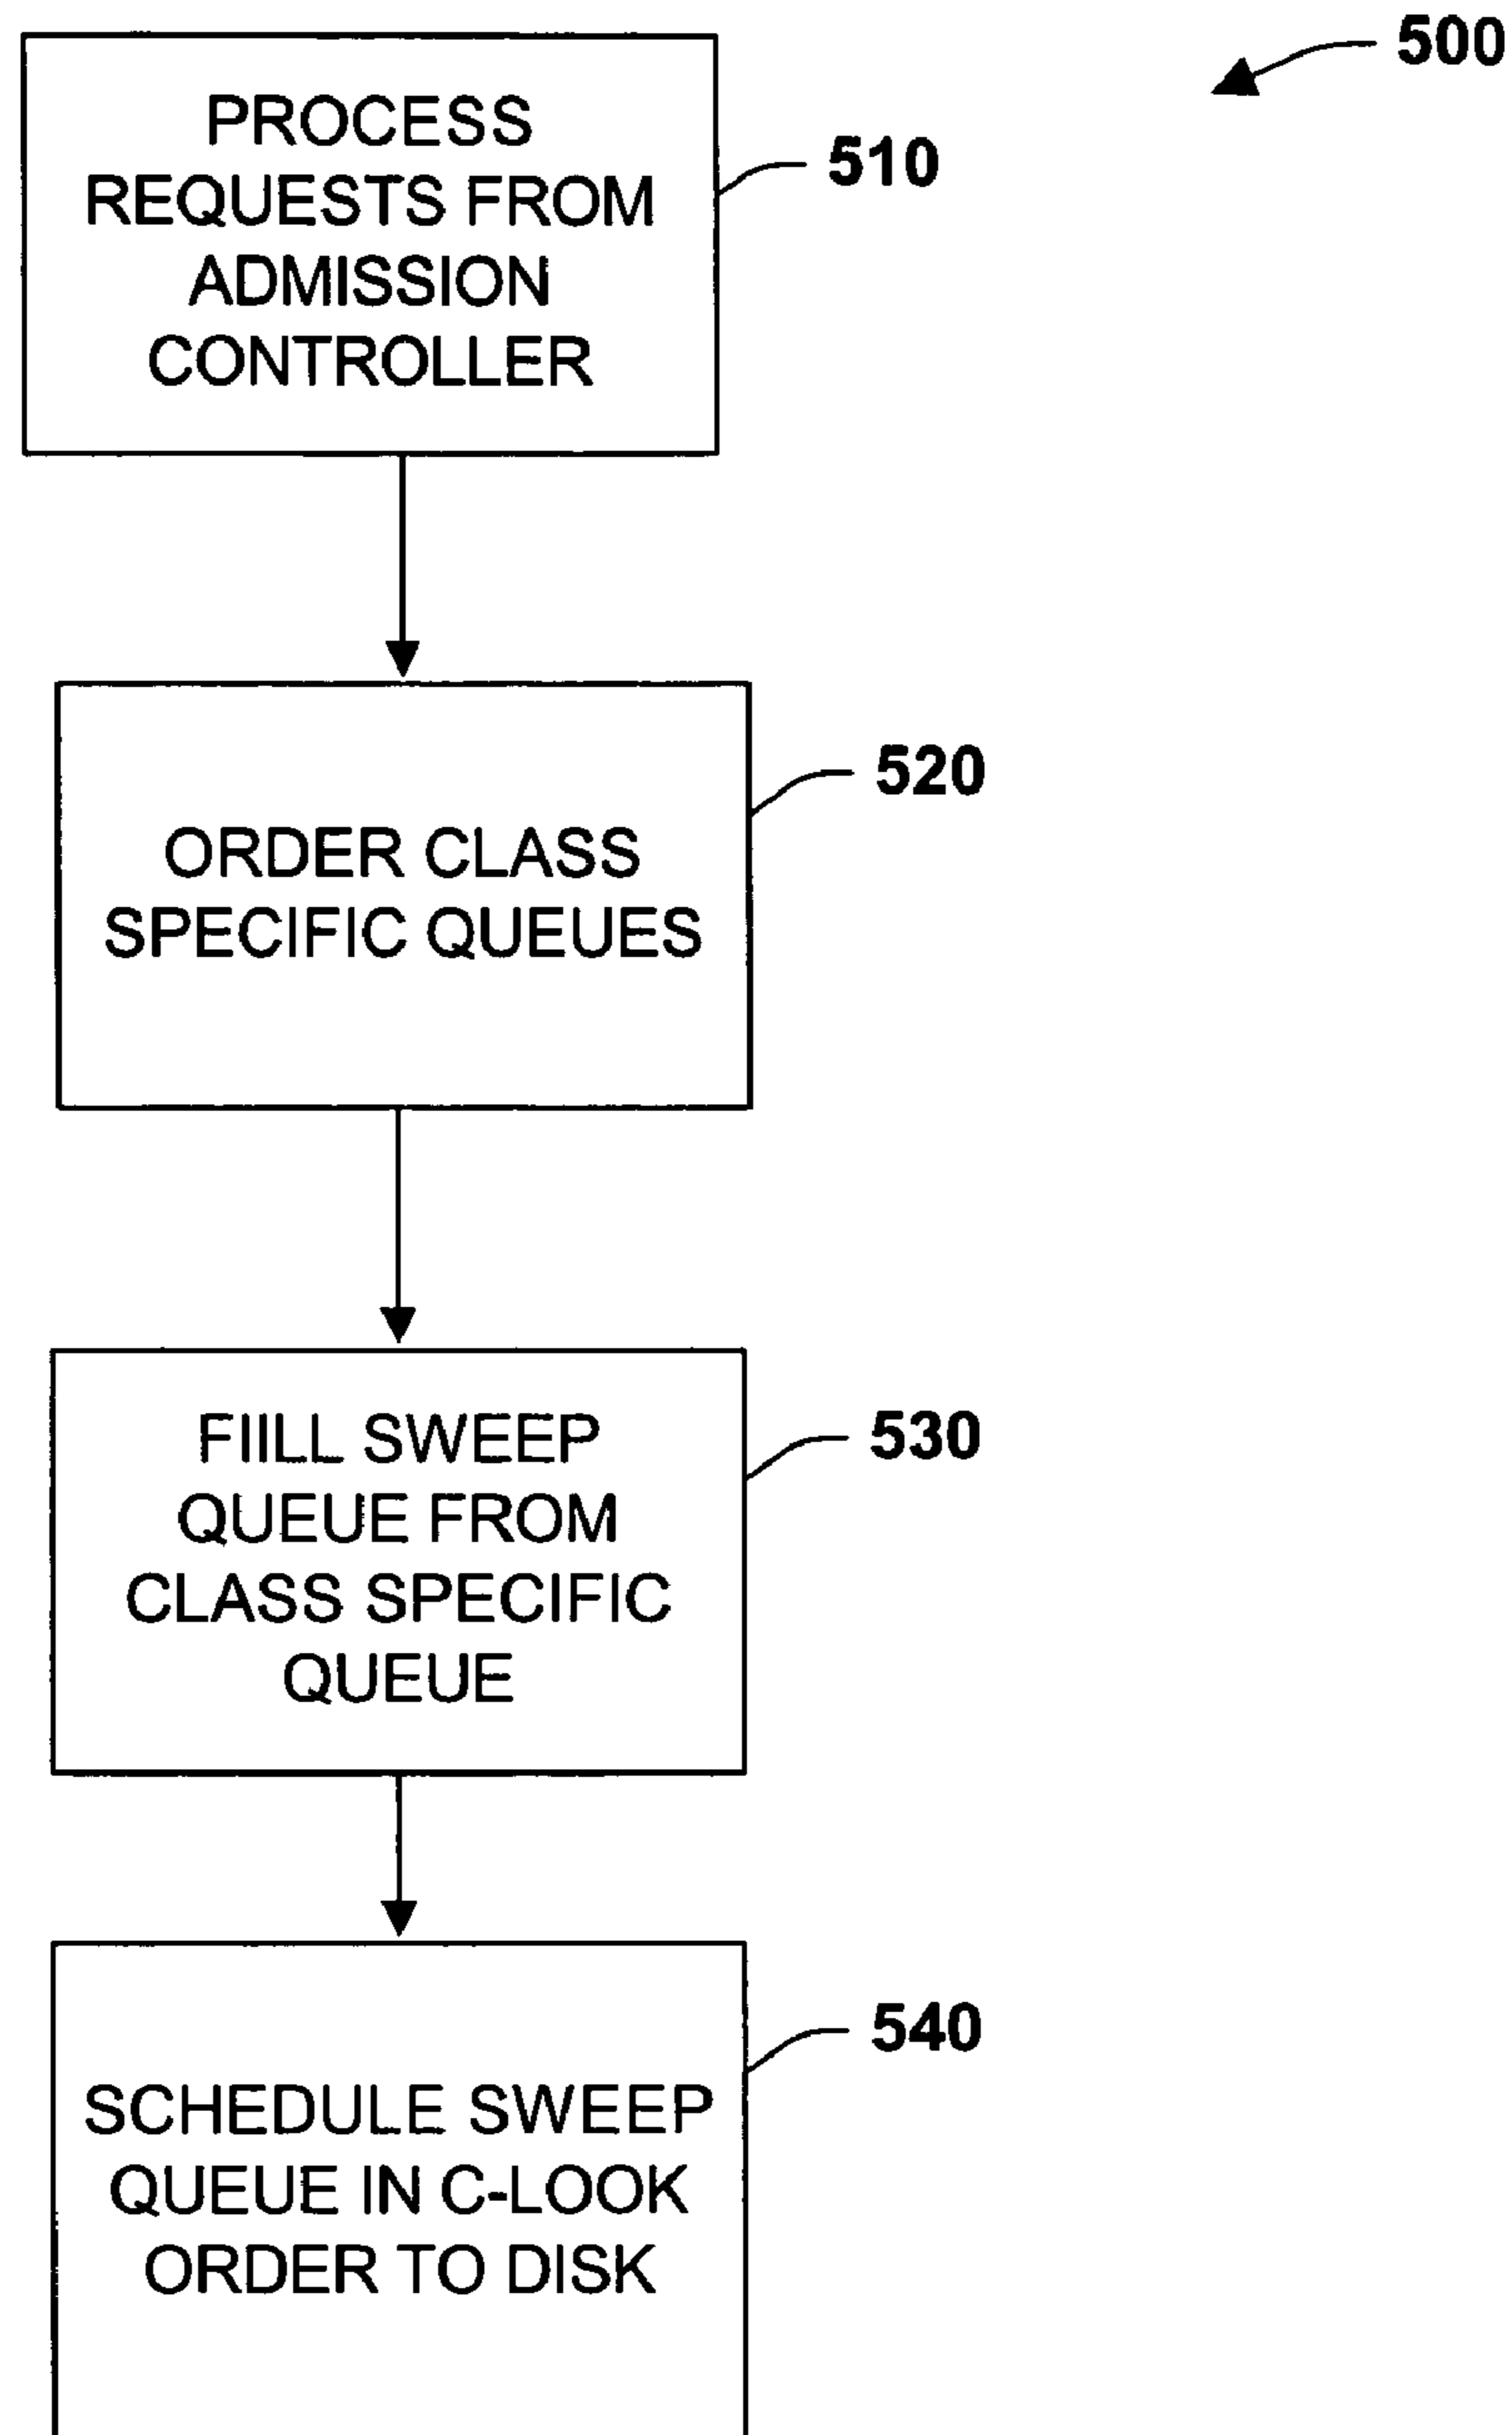 500
PROCESS
REQUESTS FROM
ADMISSION
CONTROLLER
510
ORDER CLASS
SPECIFIC QUEUES
520
FIILL SWEEP
QUEUE FROM
CLASS SPECIFIC
QUEUE
530
SCHEDULE SWEEP
QUEUE IN C-LOOK
ORDER TO DISK
540